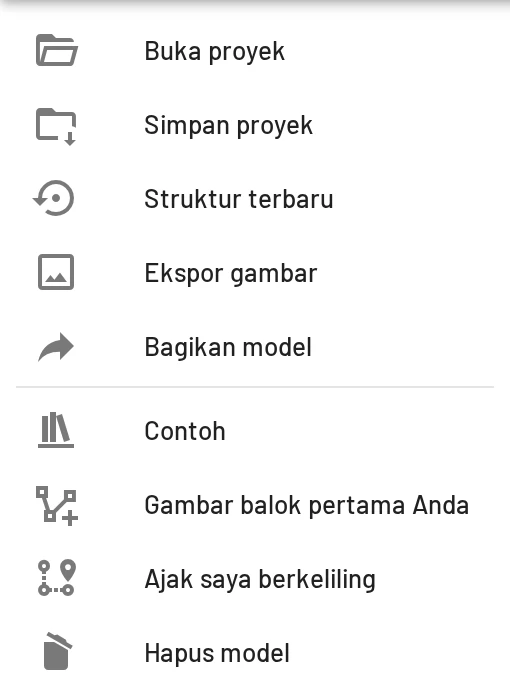 Buka proyek
Simpan proyek
Struktur terbaru
Ekspor gambar
Bagikan model
Contoh
Gambar balok pertama Anda
Ajak saya berkeliling
Hapus model